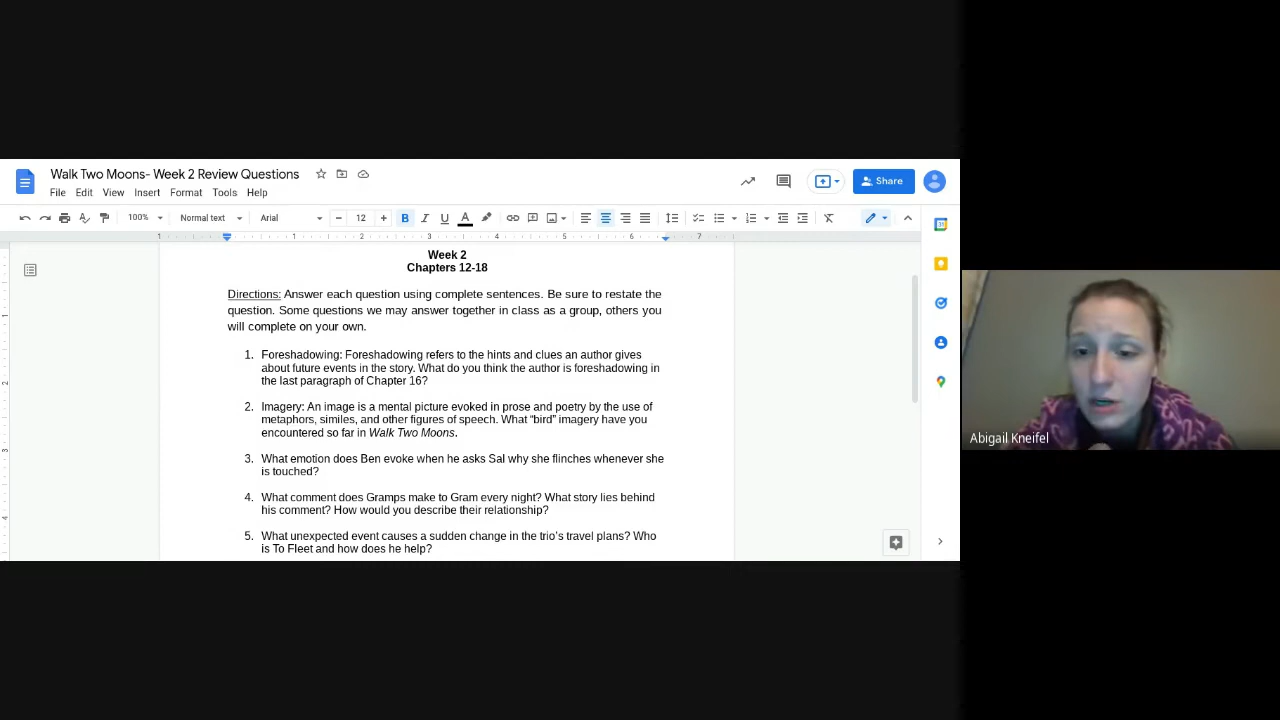 Walk Two Moons- Week 2 Review Questions
File Edit View Insert Format Tools Help
Share
100% Normal text Arial 12
1 1 2 3 4 5 6 7
Week 2
Chapters 12-18
Directions: Answer each question using complete sentences. Be sure to restate the
question. Some questions we may answer together in class as a group, others you
will complete on your own.
1. Foreshadowing: Foreshadowing refers to the hints and clues an author gives
about future events in the story. What do you think the author is foreshadowing in
the last paragraph of Chapter 16?
2. Imagery: An image is a mental picture evoked in prose and poetry by the use of
metaphors, similes, and other figures of speech. What “bird” imagery have you
encountered so far in Walk Two Moons.
3. What emotion does Ben evoke when he asks Sal why she flinches whenever she
is touched?
4. What comment does Gramps make to Gram every night? What story lies behind
his comment? How would you describe their relationship?
5. What unexpected event causes a sudden change in the trio’s travel plans? Who
is To Fleet and how does he help?
Abigail Kneifel